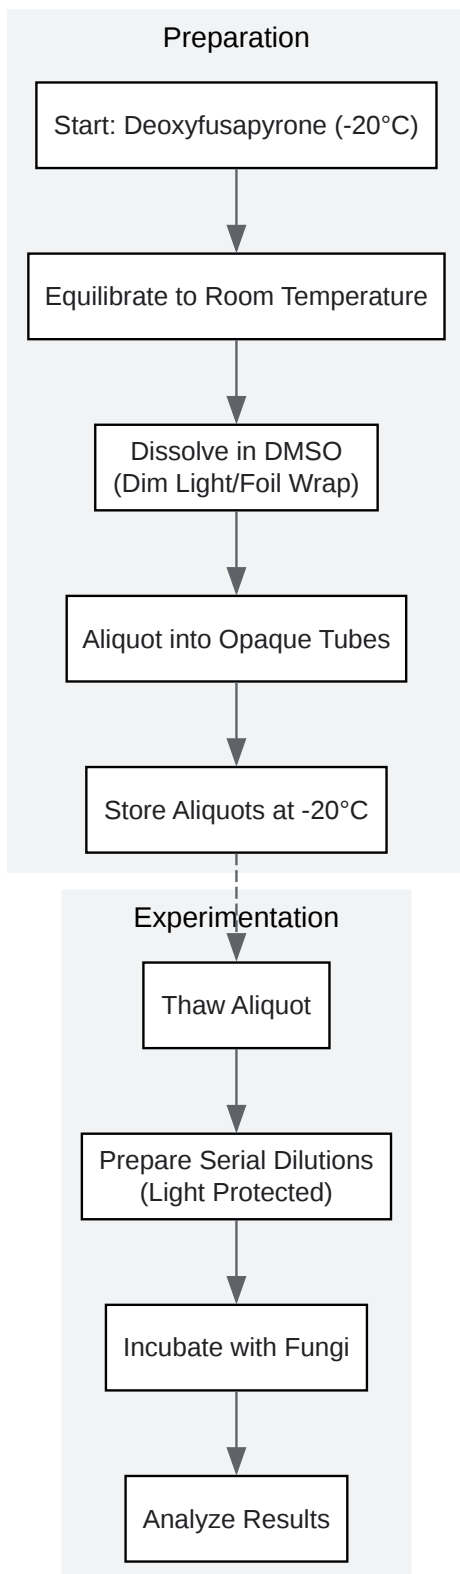 Preparation
Start: Deoxyfusapyrone (-20°C)
Equilibrate to Room Temperature
Dissolve in DMSO
(Dim Light/Foil Wrap)
Aliquot into Opaque Tubes
Store Aliquots at -20°C
Experimentation
Thaw Aliquot
Prepare Serial Dilutions
(Light Protected)
Incubate with Fungi
Analyze Results